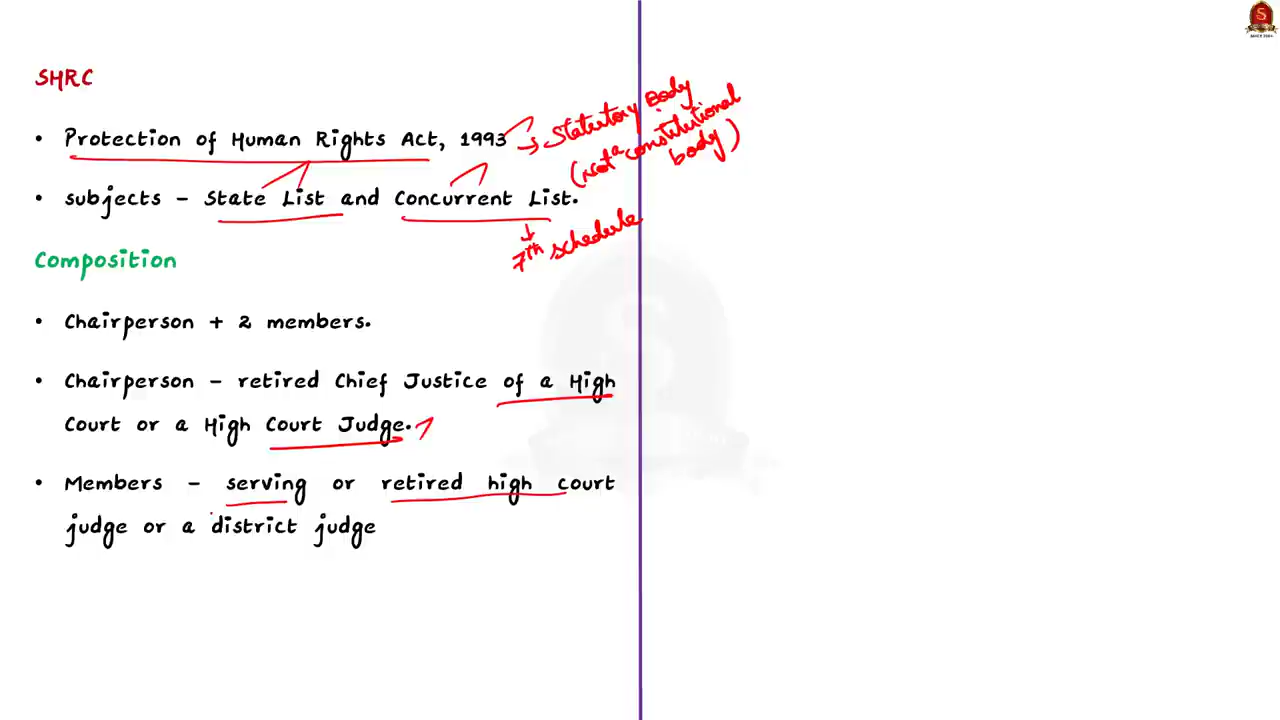 SHRC
• Protection of Human Rights Act, 1993
→ Statutory Body
(not a constitutional
body)
• subjects - State List and Concurrent List.
↓
7th schedule
Composition
• Chairperson + 2 members.
• Chairperson - retired Chief Justice of a High
Court or a High Court Judge.
• Members - serving or retired high court
judge or a district judge
S